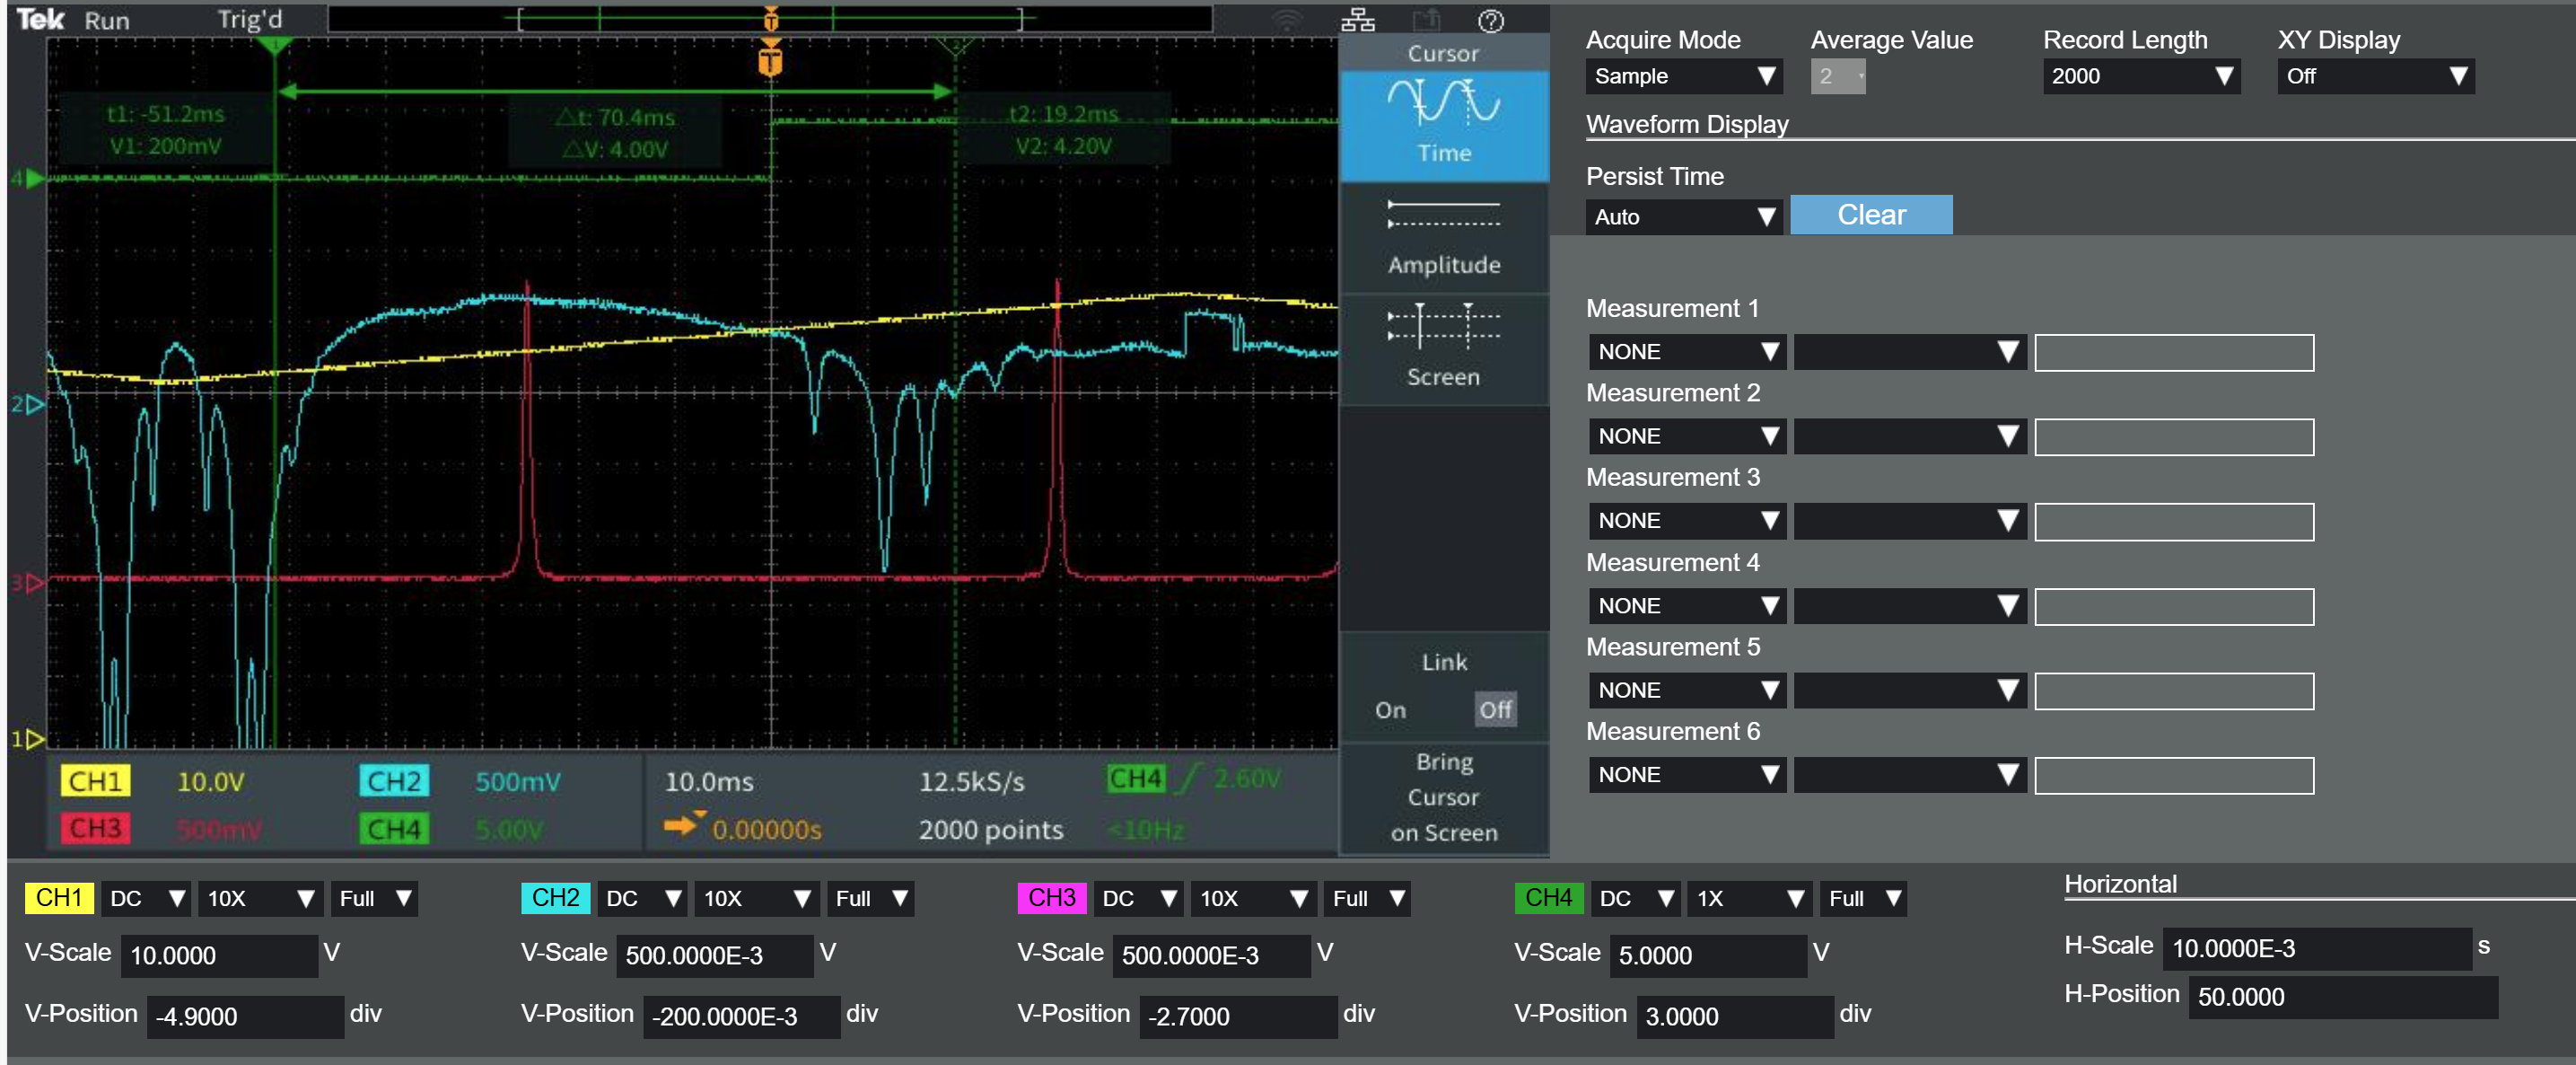 Tek Run Trig'd
T
T
?
Cursor
Time
Amplitude
Screen
Link
On Off
Bring
Cursor
on Screen
1
2
t1: -51.2ms
V1: 200mV
△t: 70.4ms
△V: 4.00V
t2: 19.2ms
V2: 4.20V
4
2
3
1
CH1 10.0V CH2 500mV 10.0ms 12.5kS/s CH4 2.60V
CH3 500mV CH4 5.00V 0.00000s 2000 points <10Hz
Acquire Mode Average Value Record Length XY Display
Sample 2 2000 Off
Waveform Display
Persist Time
Auto Clear
Measurement 1
NONE
Measurement 2
NONE
Measurement 3
NONE
Measurement 4
NONE
Measurement 5
NONE
Measurement 6
NONE
CH1 DC 10X Full CH2 DC 10X Full CH3 DC 10X Full CH4 DC 1X Full Horizontal
V-Scale 10.0000 V V-Scale 500.0000E-3 V V-Scale 500.0000E-3 V V-Scale 5.0000 V H-Scale 10.0000E-3 s
V-Position -4.9000 div V-Position -200.0000E-3 div V-Position -2.7000 div V-Position 3.0000 div H-Position 50.0000